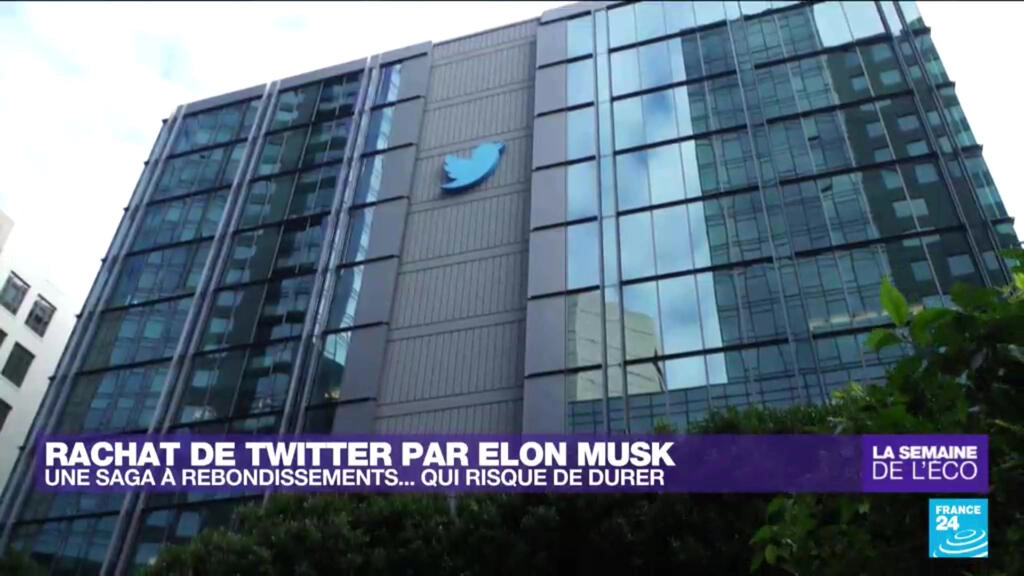 RACHAT DE TWITTER PAR ELON MUSK
UNE SAGA À REBONDISSEMENTS... QUI RISQUE DE DURER
LA SEMAINE
DE L'ÉCO
FRANCE
24